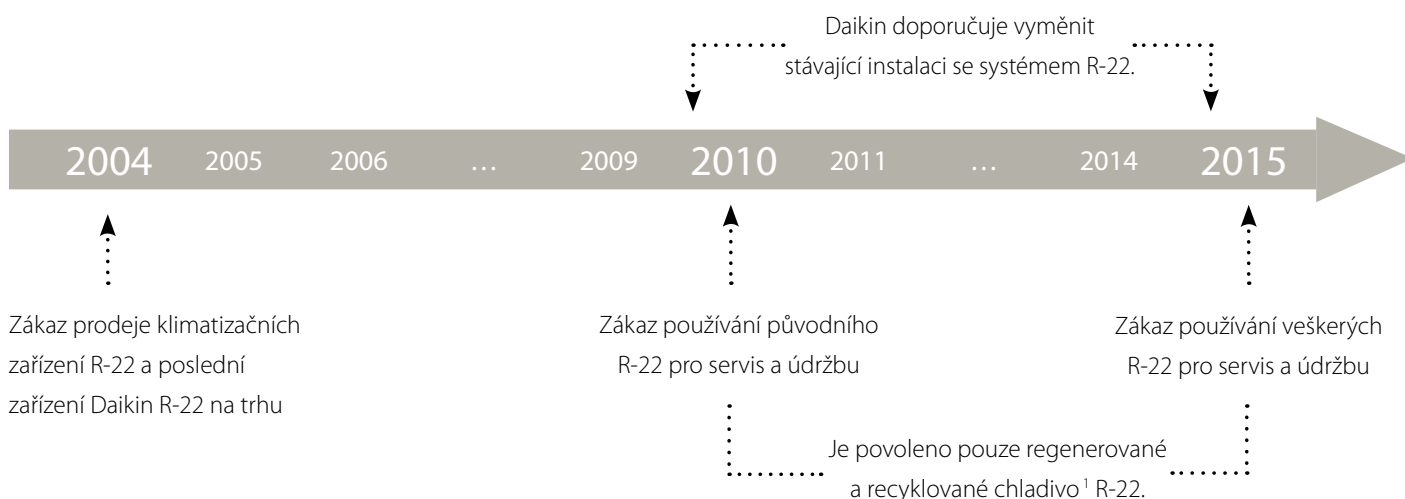 Daikin doporučuje vyměnit
stávající instalaci se systémem R-22.
2004 2005 2006 … 2009 2010 2011 … 2014 2015
Zákaz prodeje klimatizačních
zařízení R-22 a poslední
zařízení Daikin R-22 na trhu
Zákaz používání původního
R-22 pro servis a údržbu
Zákaz používání veškerých
R-22 pro servis a údržbu
Je povoleno pouze regenerované
a recyklované chladivo¹ R-22.